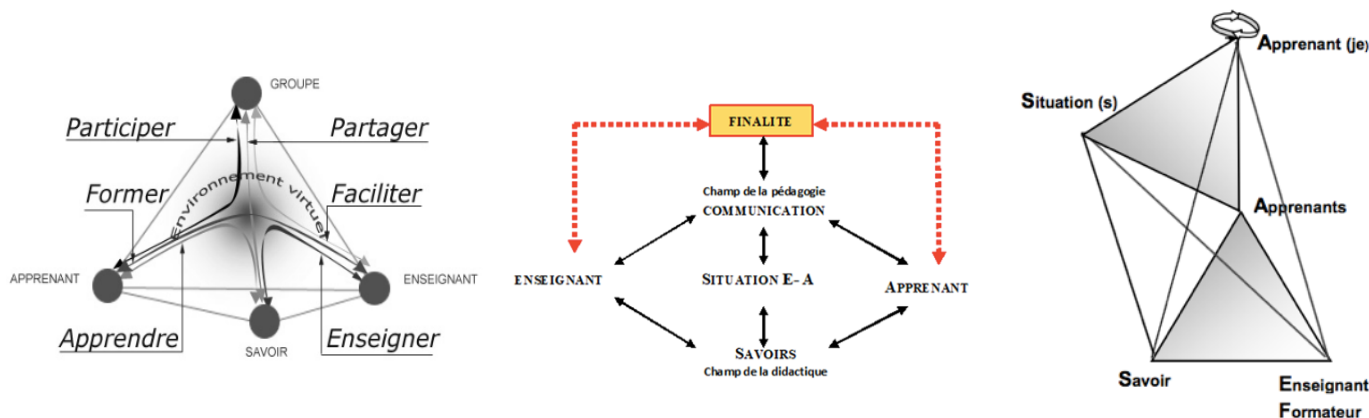 GROUPE
Participer
Partager
Former
Environnement virtuel
Faciliter
APPRENANT
ENSEIGNANT
Apprendre
Enseigner
SAVOIR
FINALITE
Champ de la pédagogie
COMMUNICATION
ENSEIGNANT
SITUATION E-A
APPRENANT
SAVOIRS
Champ de la didactique
Apprenant (je)
Situation (s)
Apprenants
Savoir
Enseignant
Formateur